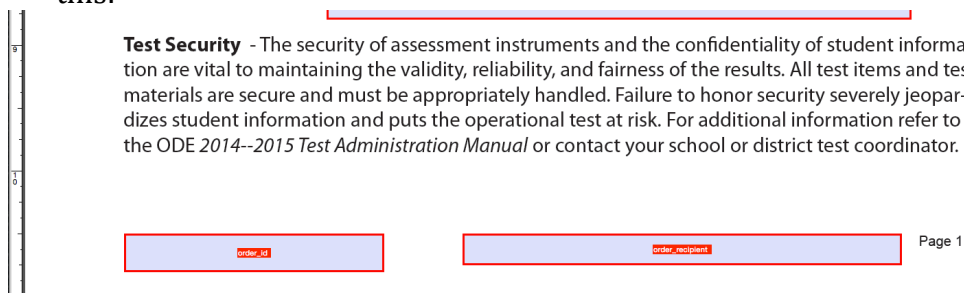 this.
9
Test Security - The security of assessment instruments and the confidentiality of student informa
tion are vital to maintaining the validity, reliability, and fairness of the results. All test items and tes
materials are secure and must be appropriately handled. Failure to honor security severely jeopar-
dizes student information and puts the operational test at risk. For additional information refer to
the ODE 2014--2015 Test Administration Manual or contact your school or district test coordinator.
10
order_id
order_recipient
Page 1